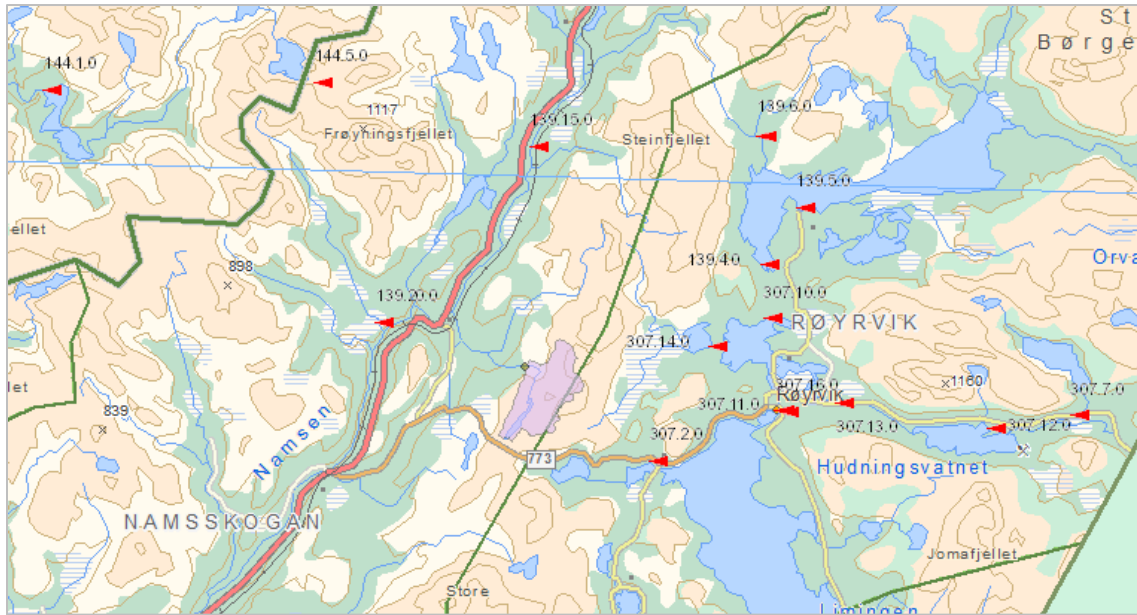 St
Børge
144.1.0
144.5.0
1117
Frøyningsfjellet
139.15.0
139.6.0
Steinfjellet
139.5.0
ellet
898
139.4.0
Orva
139.20.0
307.10.0
RØYRVIK
307.14.0
let
839
1160
307.16.0
Røyrvik
307.7.0
307.11.0
307.2.0
307.13.0
307.12.0
Namsen
773
Hudningsvatnet
NAMSSKOGAN
Jomafjellet
Store
Limingen